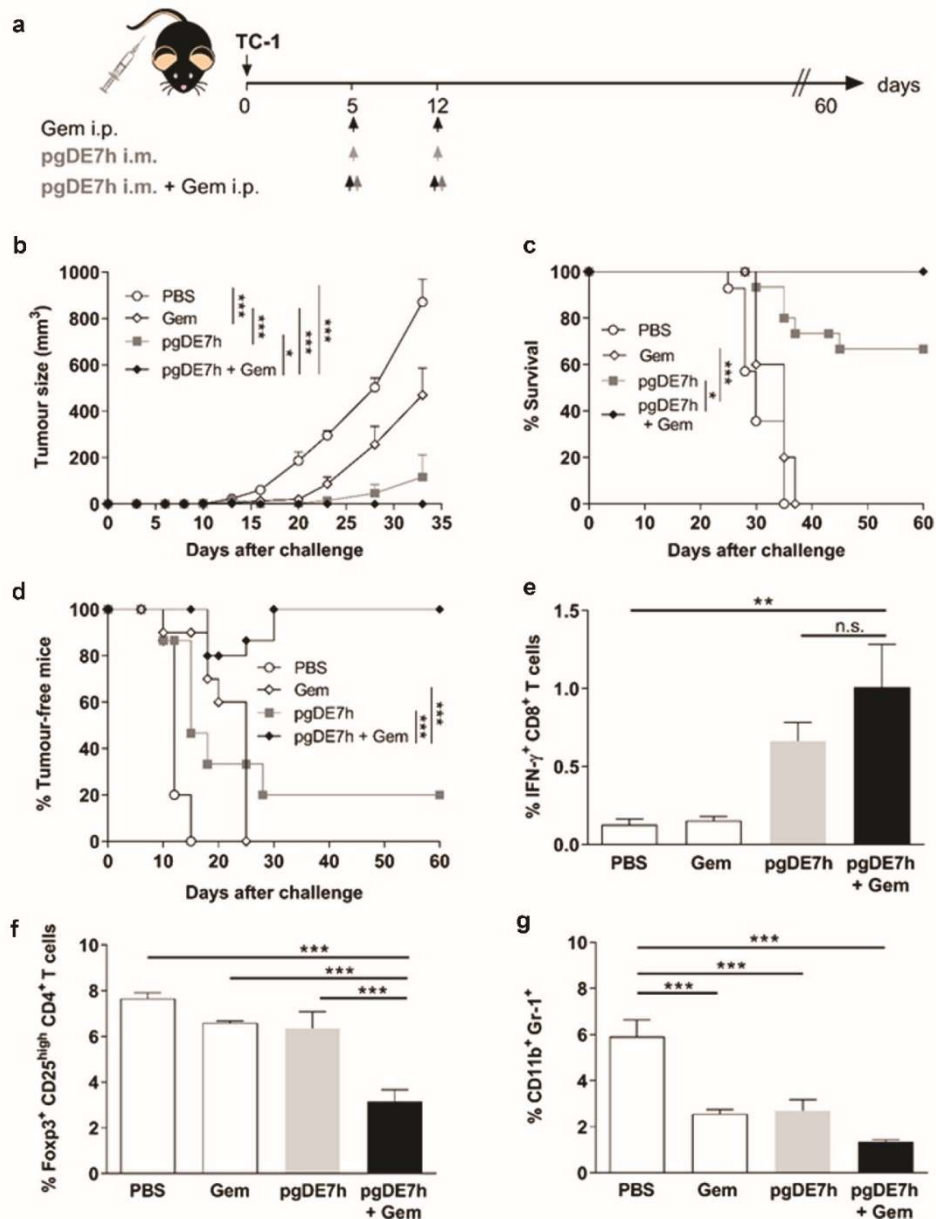 a
TC-1
days
0 5 12 60
Gem i.p.
pgDE7h i.m.
pgDE7h i.m. + Gem i.p.
b
Tumour size (mm³)
1000
800
600
400
200
0
PBS
Gem
pgDE7h
pgDE7h + Gem
***
***
*
***
***
0 5 10 15 20 25 30 35
Days after challenge
c
% Survival
100
80
60
40
20
0
PBS
Gem
pgDE7h
pgDE7h
+ Gem
*
***
0 10 20 30 40 50 60
Days after challenge
d
% Tumour-free mice
100
80
60
40
20
0
PBS
Gem
pgDE7h
pgDE7h + Gem
***
***
0 10 20 30 40 50 60
Days after challenge
e
% IFN-γ⁺ CD8⁺ T cells
1.5
1.0
0.5
0.0
**
n.s.
PBS Gem pgDE7h pgDE7h
+ Gem
f
% Foxp3⁺ CD25ʰⁱᵍʰ CD4⁺ T cells
10
8
6
4
2
0
***
***
***
PBS Gem pgDE7h pgDE7h
+ Gem
g
% CD11b⁺ Gr-1⁺
10
8
6
4
2
0
***
***
***
PBS Gem pgDE7h pgDE7h
+ Gem